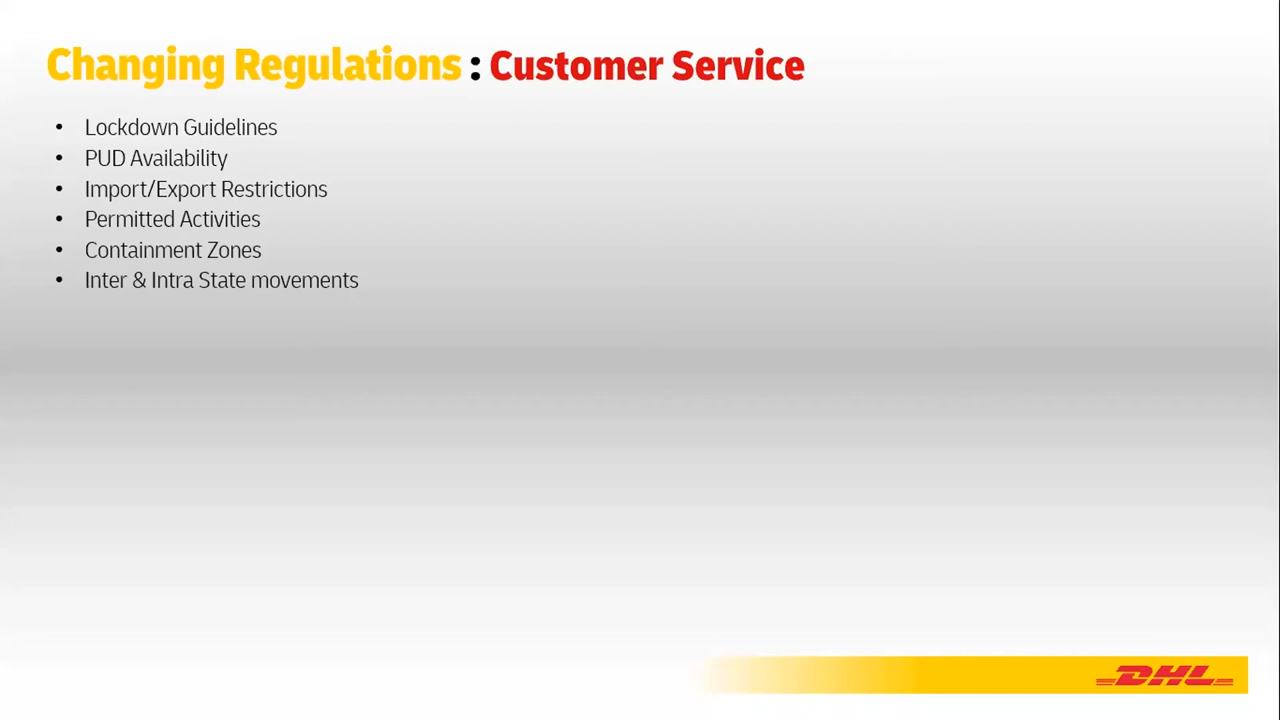 Changing Regulations : Customer Service
• Lockdown Guidelines
• PUD Availability
• Import/Export Restrictions
• Permitted Activities
• Containment Zones
• Inter & Intra State movements
DHL